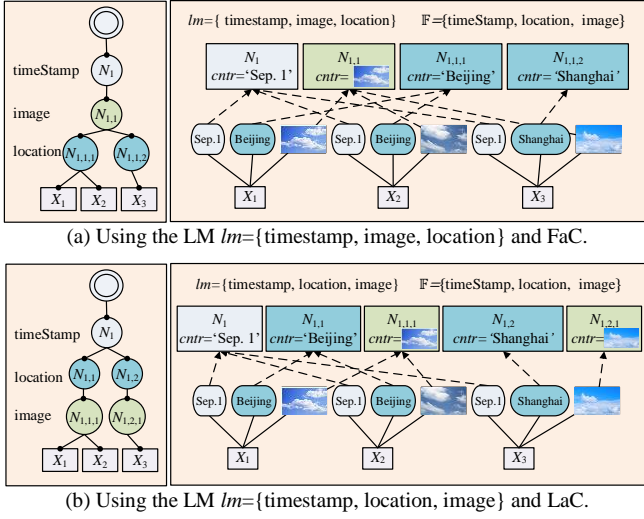 lm={ timestamp, image, location} 𝔽={timeStamp, location, image}
timeStamp
image
location
N1
N1,1
N1,1,1 N1,1,2
X1 X2 X3
N1 N1,1 N1,1,1 N1,1,2
cntr='Sep. 1' cntr= cntr='Beijing' cntr='Shanghai'
Sep.1 Beijing Sep.1 Beijing Sep.1 Shanghai
X1 X2 X3
(a) Using the LM lm={timestamp, image, location} and FaC.
lm={timestamp, location, image} 𝔽={timeStamp, location, image}
timeStamp
location
image
N1
N1,1 N1,2
N1,1,1 N1,2,1
X1 X2 X3
N1 N1,1 N1,1,1 N1,2 N1,2,1
cntr='Sep. 1' cntr='Beijing' cntr= cntr='Shanghai' cntr=
Sep.1 Beijing Sep.1 Beijing Sep.1 Shanghai
X1 X2 X3
(b) Using the LM lm={timestamp, location, image} and LaC.